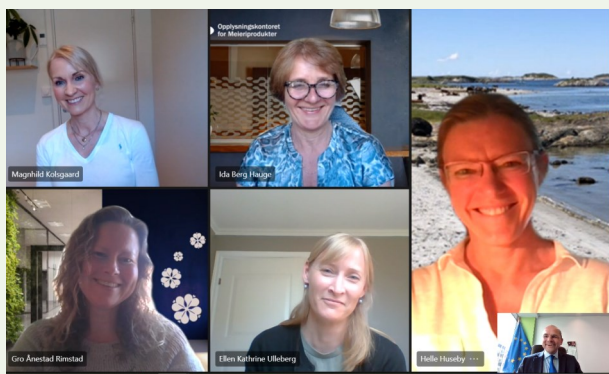 Opplysningskontoret
for Meieriprodukter
Magnhild Kolsgaard
Ida Berg Hauge
Gro Ånestad Rimstad
Ellen Kathrine Ulleberg
Helle Huseby ...